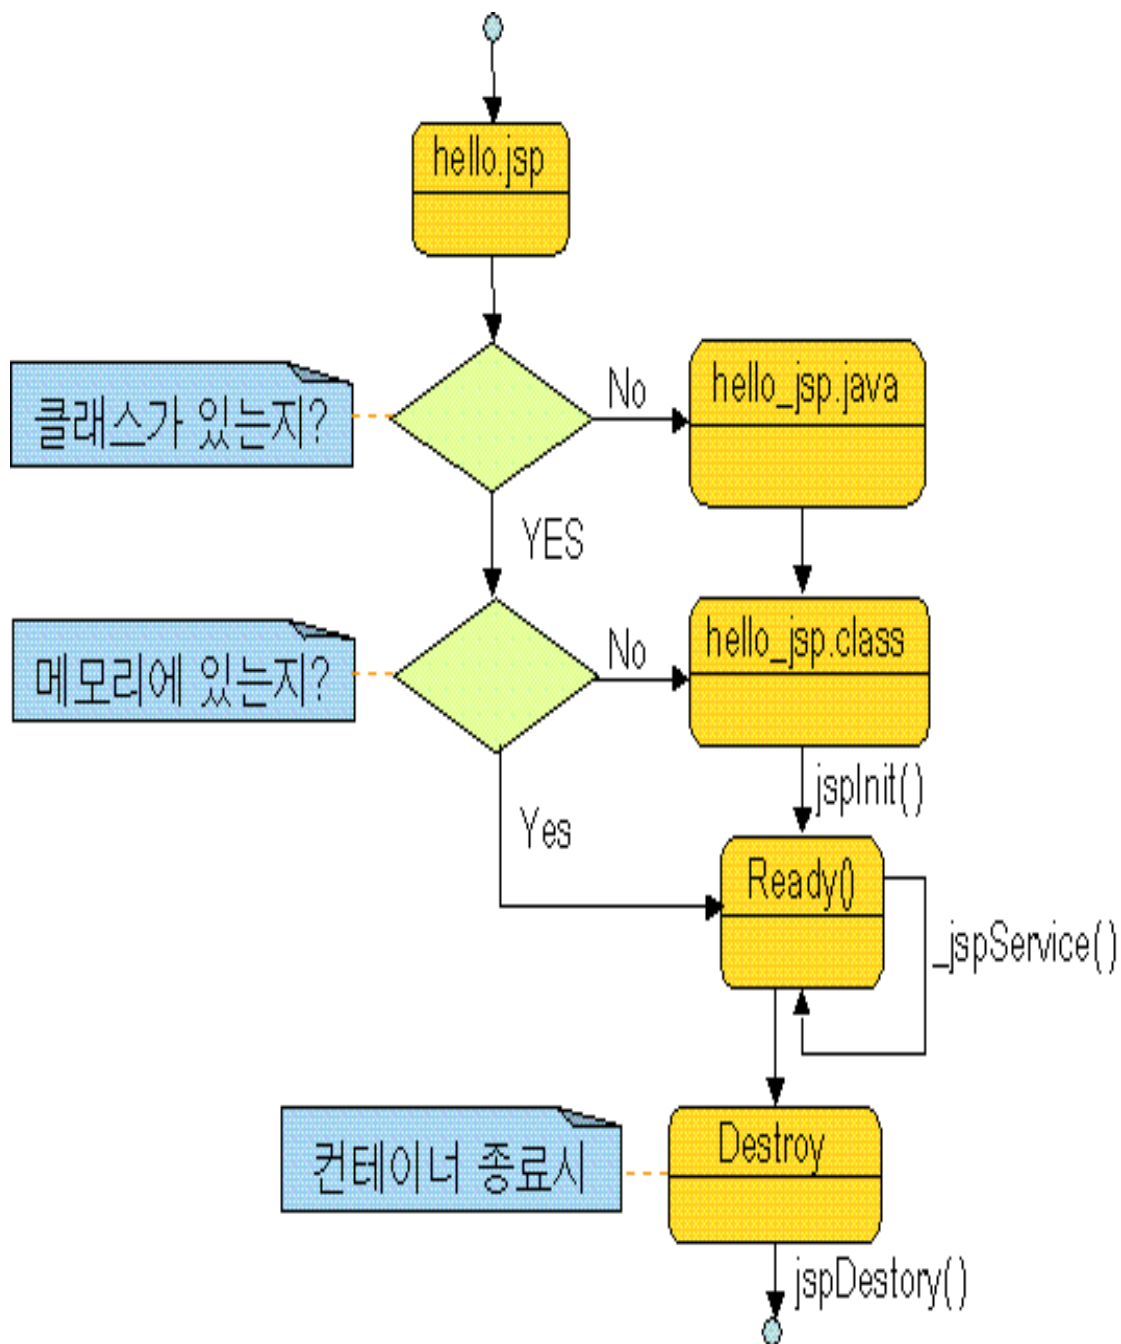 hello.jsp
클래스가 있는지?
No
hello_jsp.java
YES
메모리에 있는지?
No
hello_jsp.class
jspInit()
Yes
Ready()
_jspService()
컨테이너 종료시
Destroy
jspDestory()